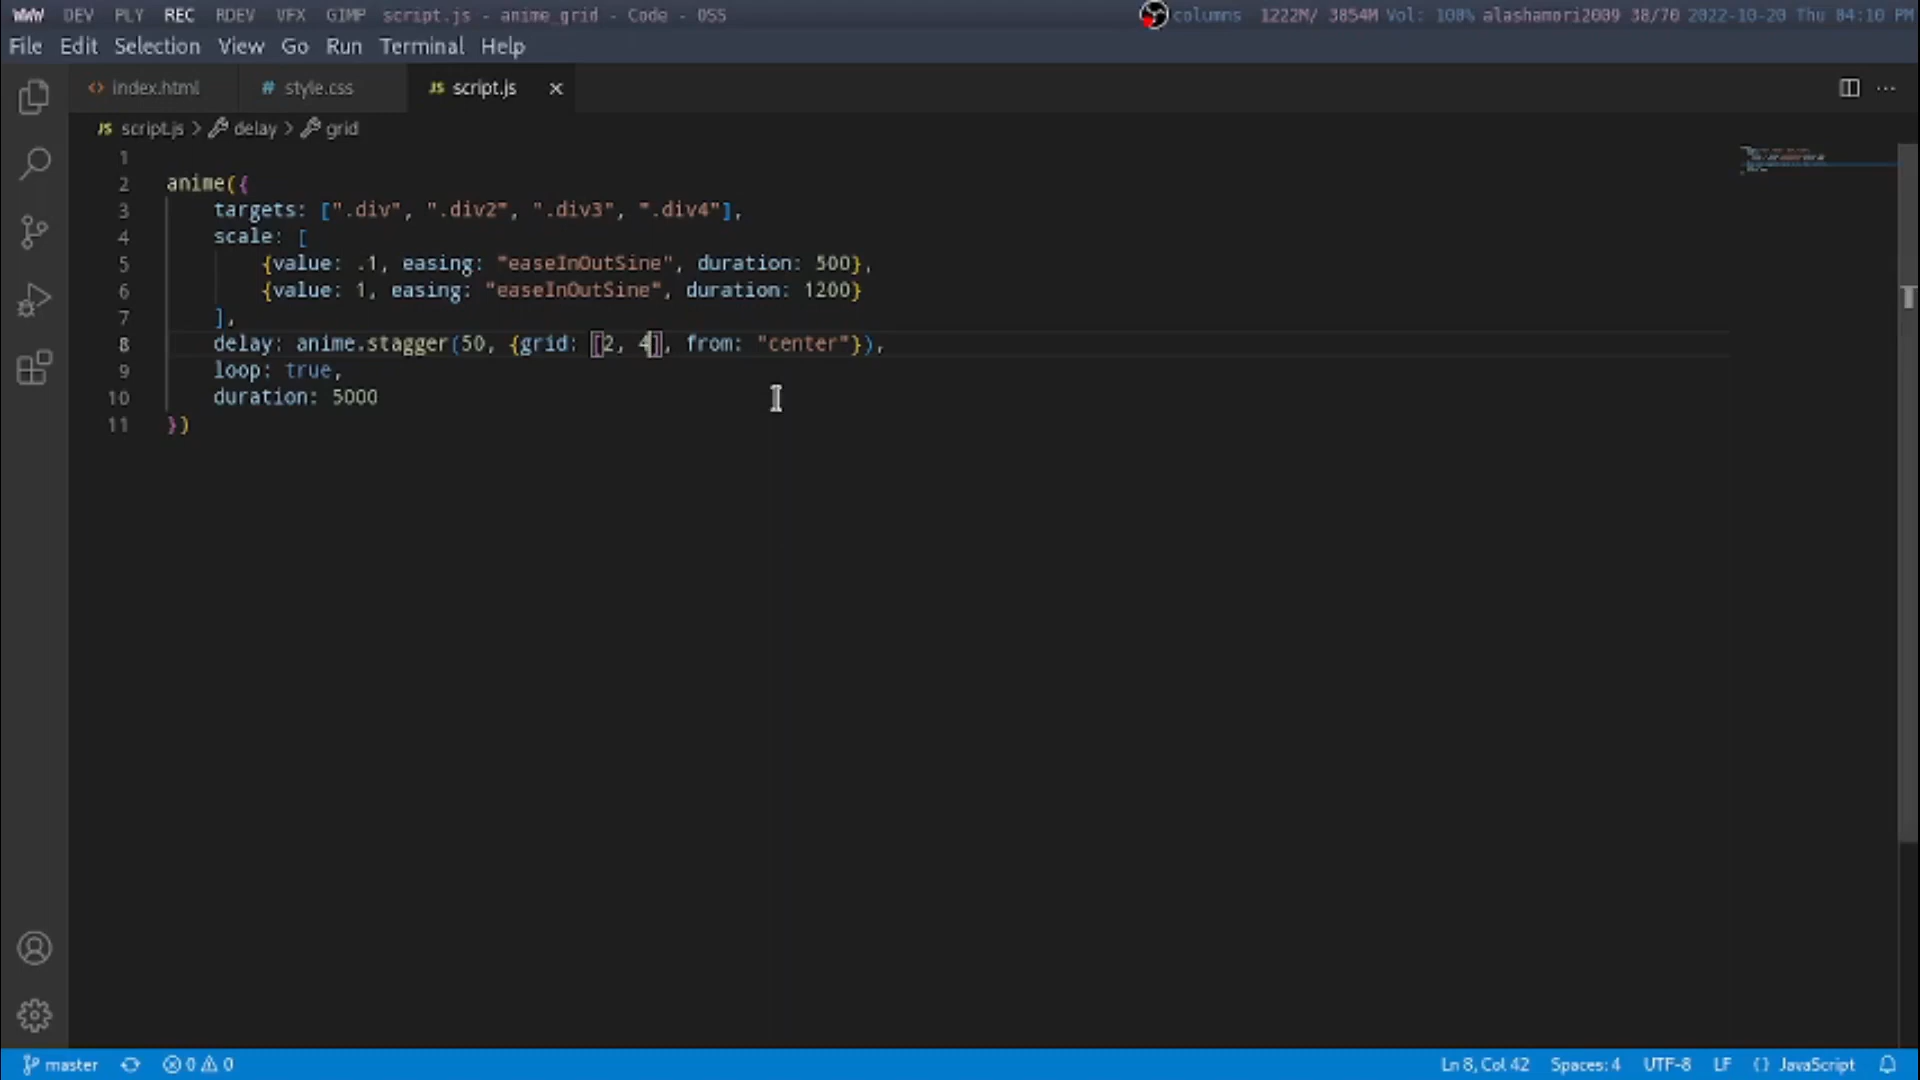 WWW DEV PLY REC RDEV VFX GIMP script.js - anime_grid - Code - OSS columns 1222M/ 3854M Vol: 100% alashamori2009 38/70 2022-10-20 Thu 04:10 PM
File Edit Selection View Go Run Terminal Help
<> index.html # style.css JS script.js ×
JS script.js > delay > grid
1
2 anime({
3 targets: [".div", ".div2", ".div3", ".div4"],
4 scale: [
5 {value: .1, easing: "easeInOutSine", duration: 500},
6 {value: 1, easing: "easeInOutSine", duration: 1200}
7 ],
8 delay: anime.stagger(50, {grid: [2, 4], from: "center"}),
9 loop: true,
10 duration: 5000
11 })
master 0 0 Ln 8, Col 42 Spaces: 4 UTF-8 LF {} JavaScript